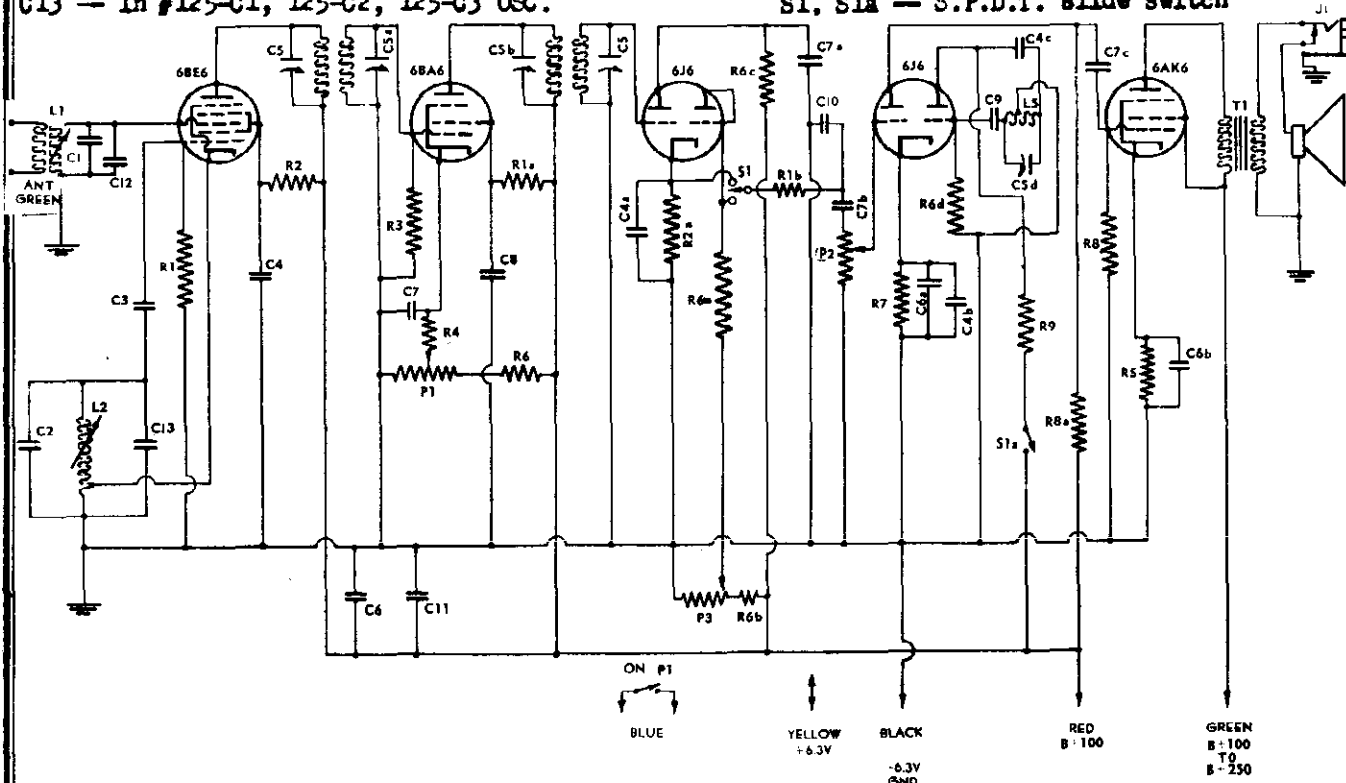 C13 — In #125-C1, 125-C2, 125-C3 OSC.
S1, S1a — S.P.D.T. Slide Switch
J1
C5
C5a
C5b
C5
C7a
C4c
C7c
6BE6
6BA6
6J6
R6c
6J6
6AK6
L1
C10
C9
L5
T1
C1
C12
R2
R1a
S1
R1b
C5d
ANT
GREEN
R3
C4a
R2a
C7b
P2
R6d
R8
R1
C4
C8
C3
C7
R6a
R7
C6a
C4b
R9
R4
R6
R5
C6b
P1
L2
C2
C13
S1a
R8a
C6
C11
P3
R6b
ON P1
BLUE
YELLOW
+6.3V
BLACK
-6.3V
GND
RED
B+100
GREEN
B+100
TO
B+250